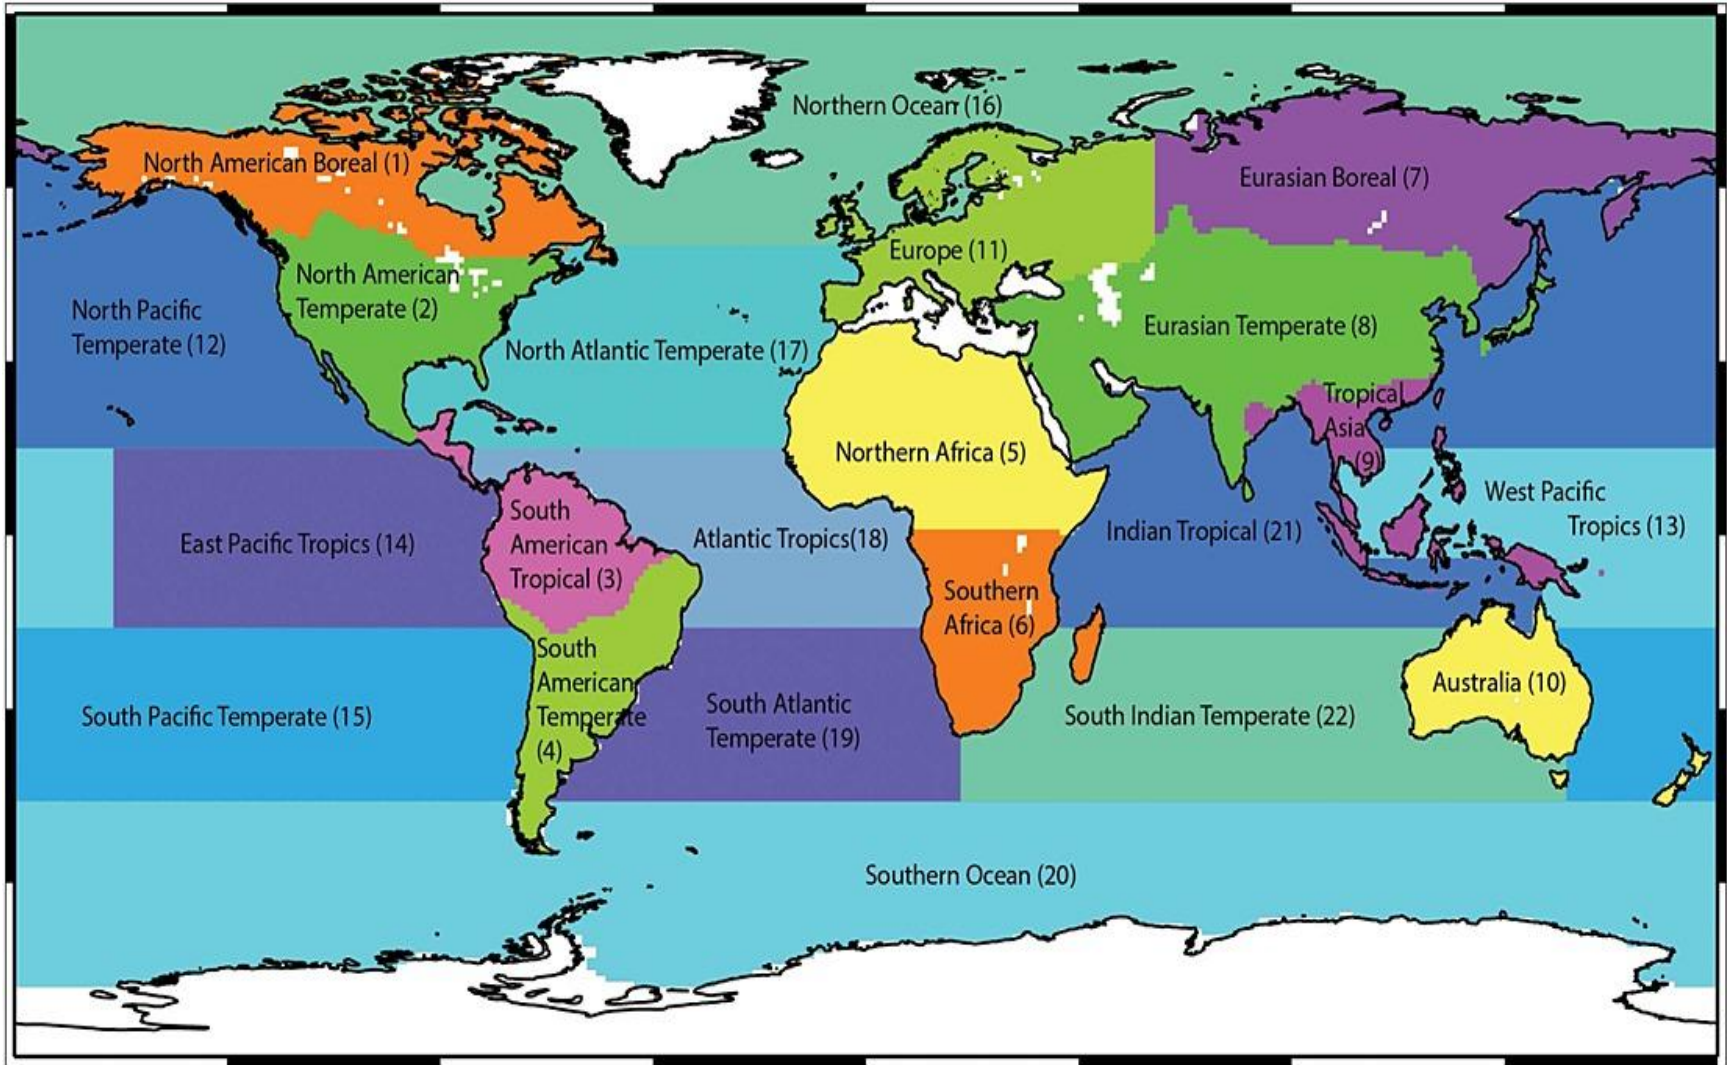 Northern Ocean (16)
North American Boreal (1)
Eurasian Boreal (7)
Europe (11)
North American
Temperate (2)
North Pacific
Temperate (12)
Eurasian Temperate (8)
North Atlantic Temperate (17)
Tropical
Asia
(9)
Northern Africa (5)
West Pacific
Tropics (13)
South
American
Tropical (3)
East Pacific Tropics (14)
Atlantic Tropics(18)
Indian Tropical (21)
Southern
Africa (6)
South
American
Temperate
(4)
South Pacific Temperate (15)
South Atlantic
Temperate (19)
South Indian Temperate (22)
Australia (10)
Southern Ocean (20)